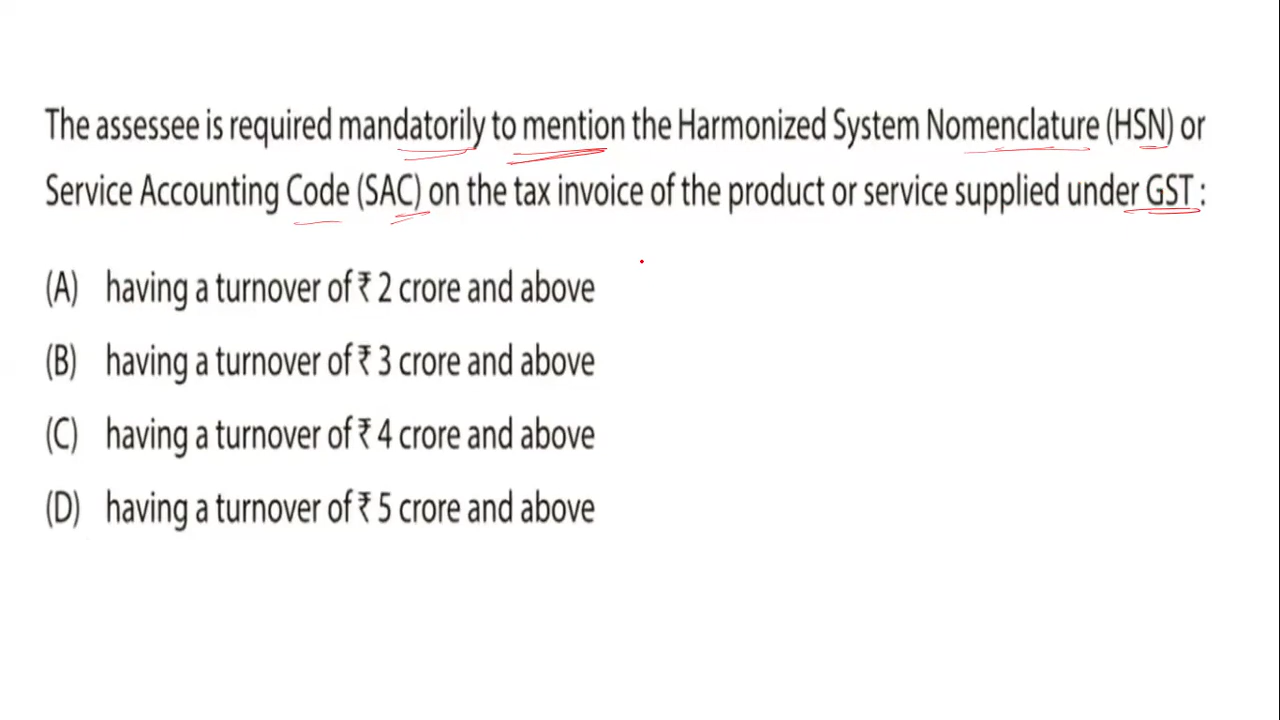 The assessee is required mandatorily to mention the Harmonized System Nomenclature (HSN) or
Service Accounting Code (SAC) on the tax invoice of the product or service supplied under GST :
(A) having a turnover of ₹ 2 crore and above
(B) having a turnover of ₹ 3 crore and above
(C) having a turnover of ₹ 4 crore and above
(D) having a turnover of ₹ 5 crore and above